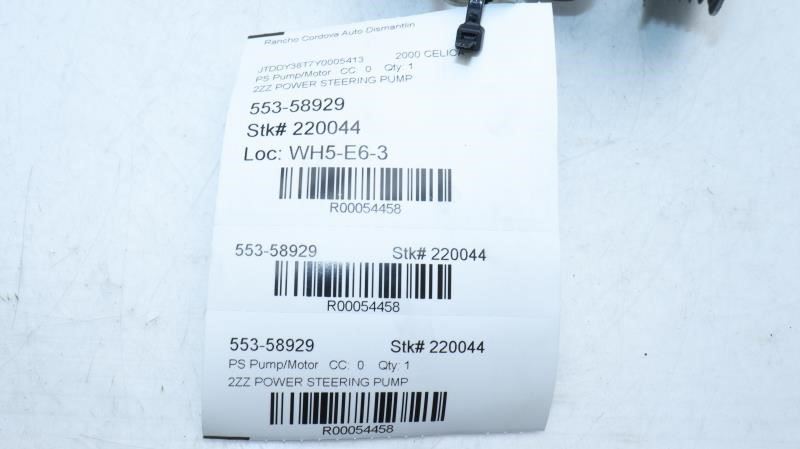 Rancho Cordova Auto Dismantlin
JTDDY38T7Y0005413 2000 CELICA
PS Pump/Motor CC: 0 Qty: 1
2ZZ POWER STEERING PUMP
553-58929
Stk# 220044
Loc: WH5-E6-3
R00054458
553-58929 Stk# 220044
R00054458
553-58929 Stk# 220044
PS Pump/Motor CC: 0 Qty: 1
2ZZ POWER STEERING PUMP
R00054458